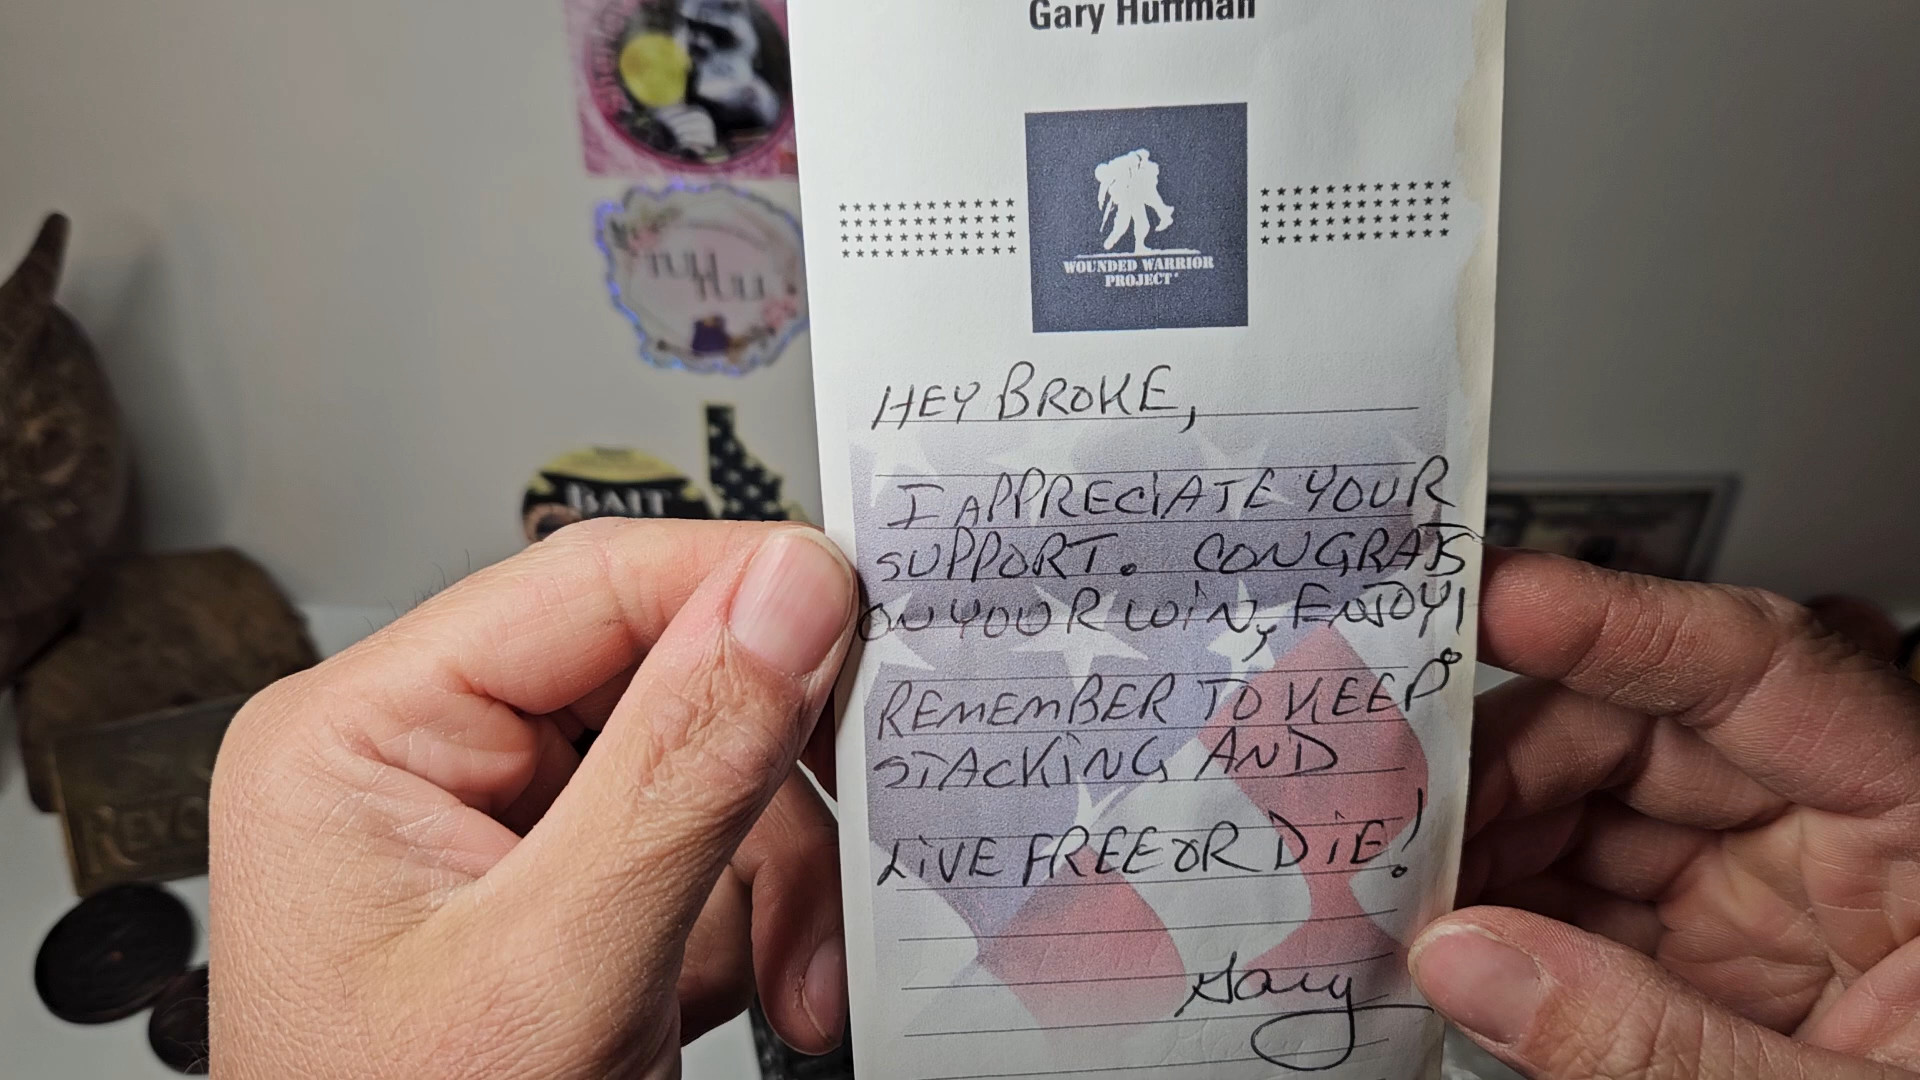 Gary Huffman
WOUNDED WARRIOR
PROJECT
HEY BROKE,
I APPRECIATE YOUR
SUPPORT. CONGRATS
ON YOUR WIN, ENJOY!
REMEMBER TO KEEP
STACKING AND
LIVE FREE OR DIE!
Gary
BAIT